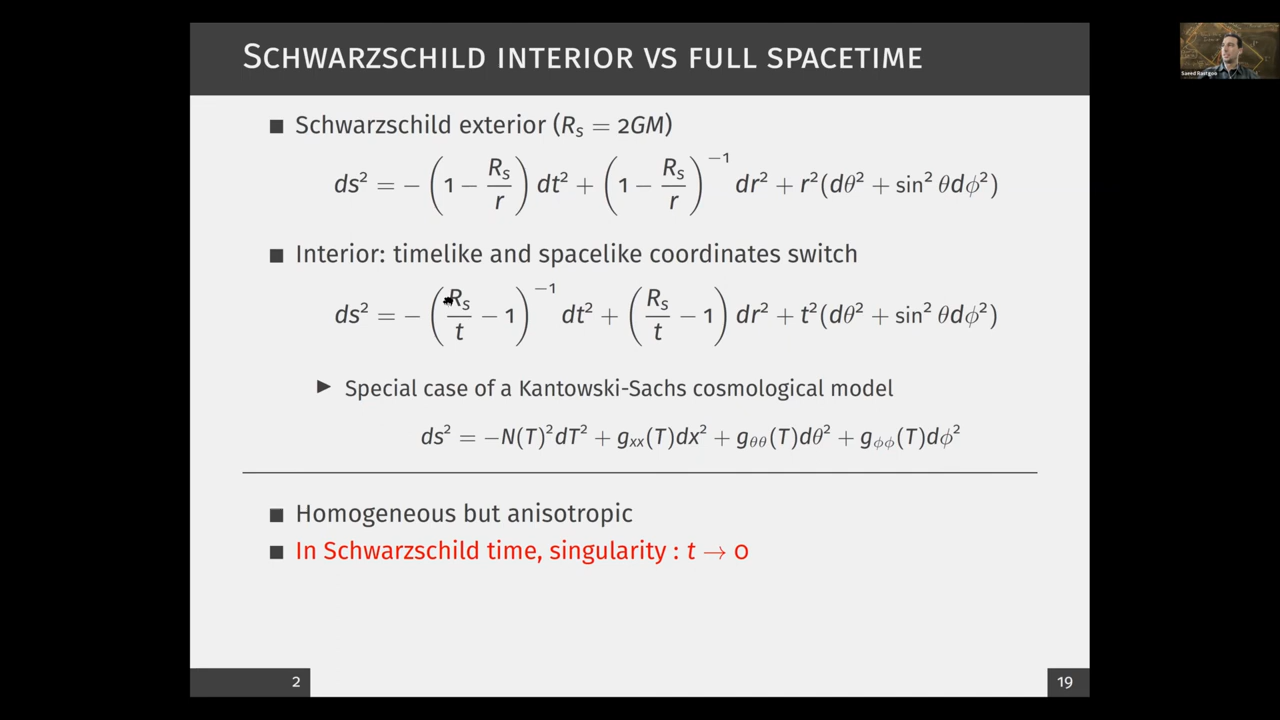 Schwarzschild interior vs full spacetime
Saeed Rastgoo
■ Schwarzschild exterior (R_s = 2GM)
ds² = −(1 − R_s/r) dt² + (1 − R_s/r)⁻¹ dr² + r²(dθ² + sin² θdϕ²)
■ Interior: timelike and spacelike coordinates switch
ds² = −(R_s/t − 1)⁻¹ dt² + (R_s/t − 1) dr² + t²(dθ² + sin² θdϕ²)
▶ Special case of a Kantowski-Sachs cosmological model
ds² = −N(T)²dT² + g_xx(T)dx² + g_θθ(T)dθ² + g_ϕϕ(T)dϕ²
■ Homogeneous but anisotropic
■ In Schwarzschild time, singularity : t → 0
2
19